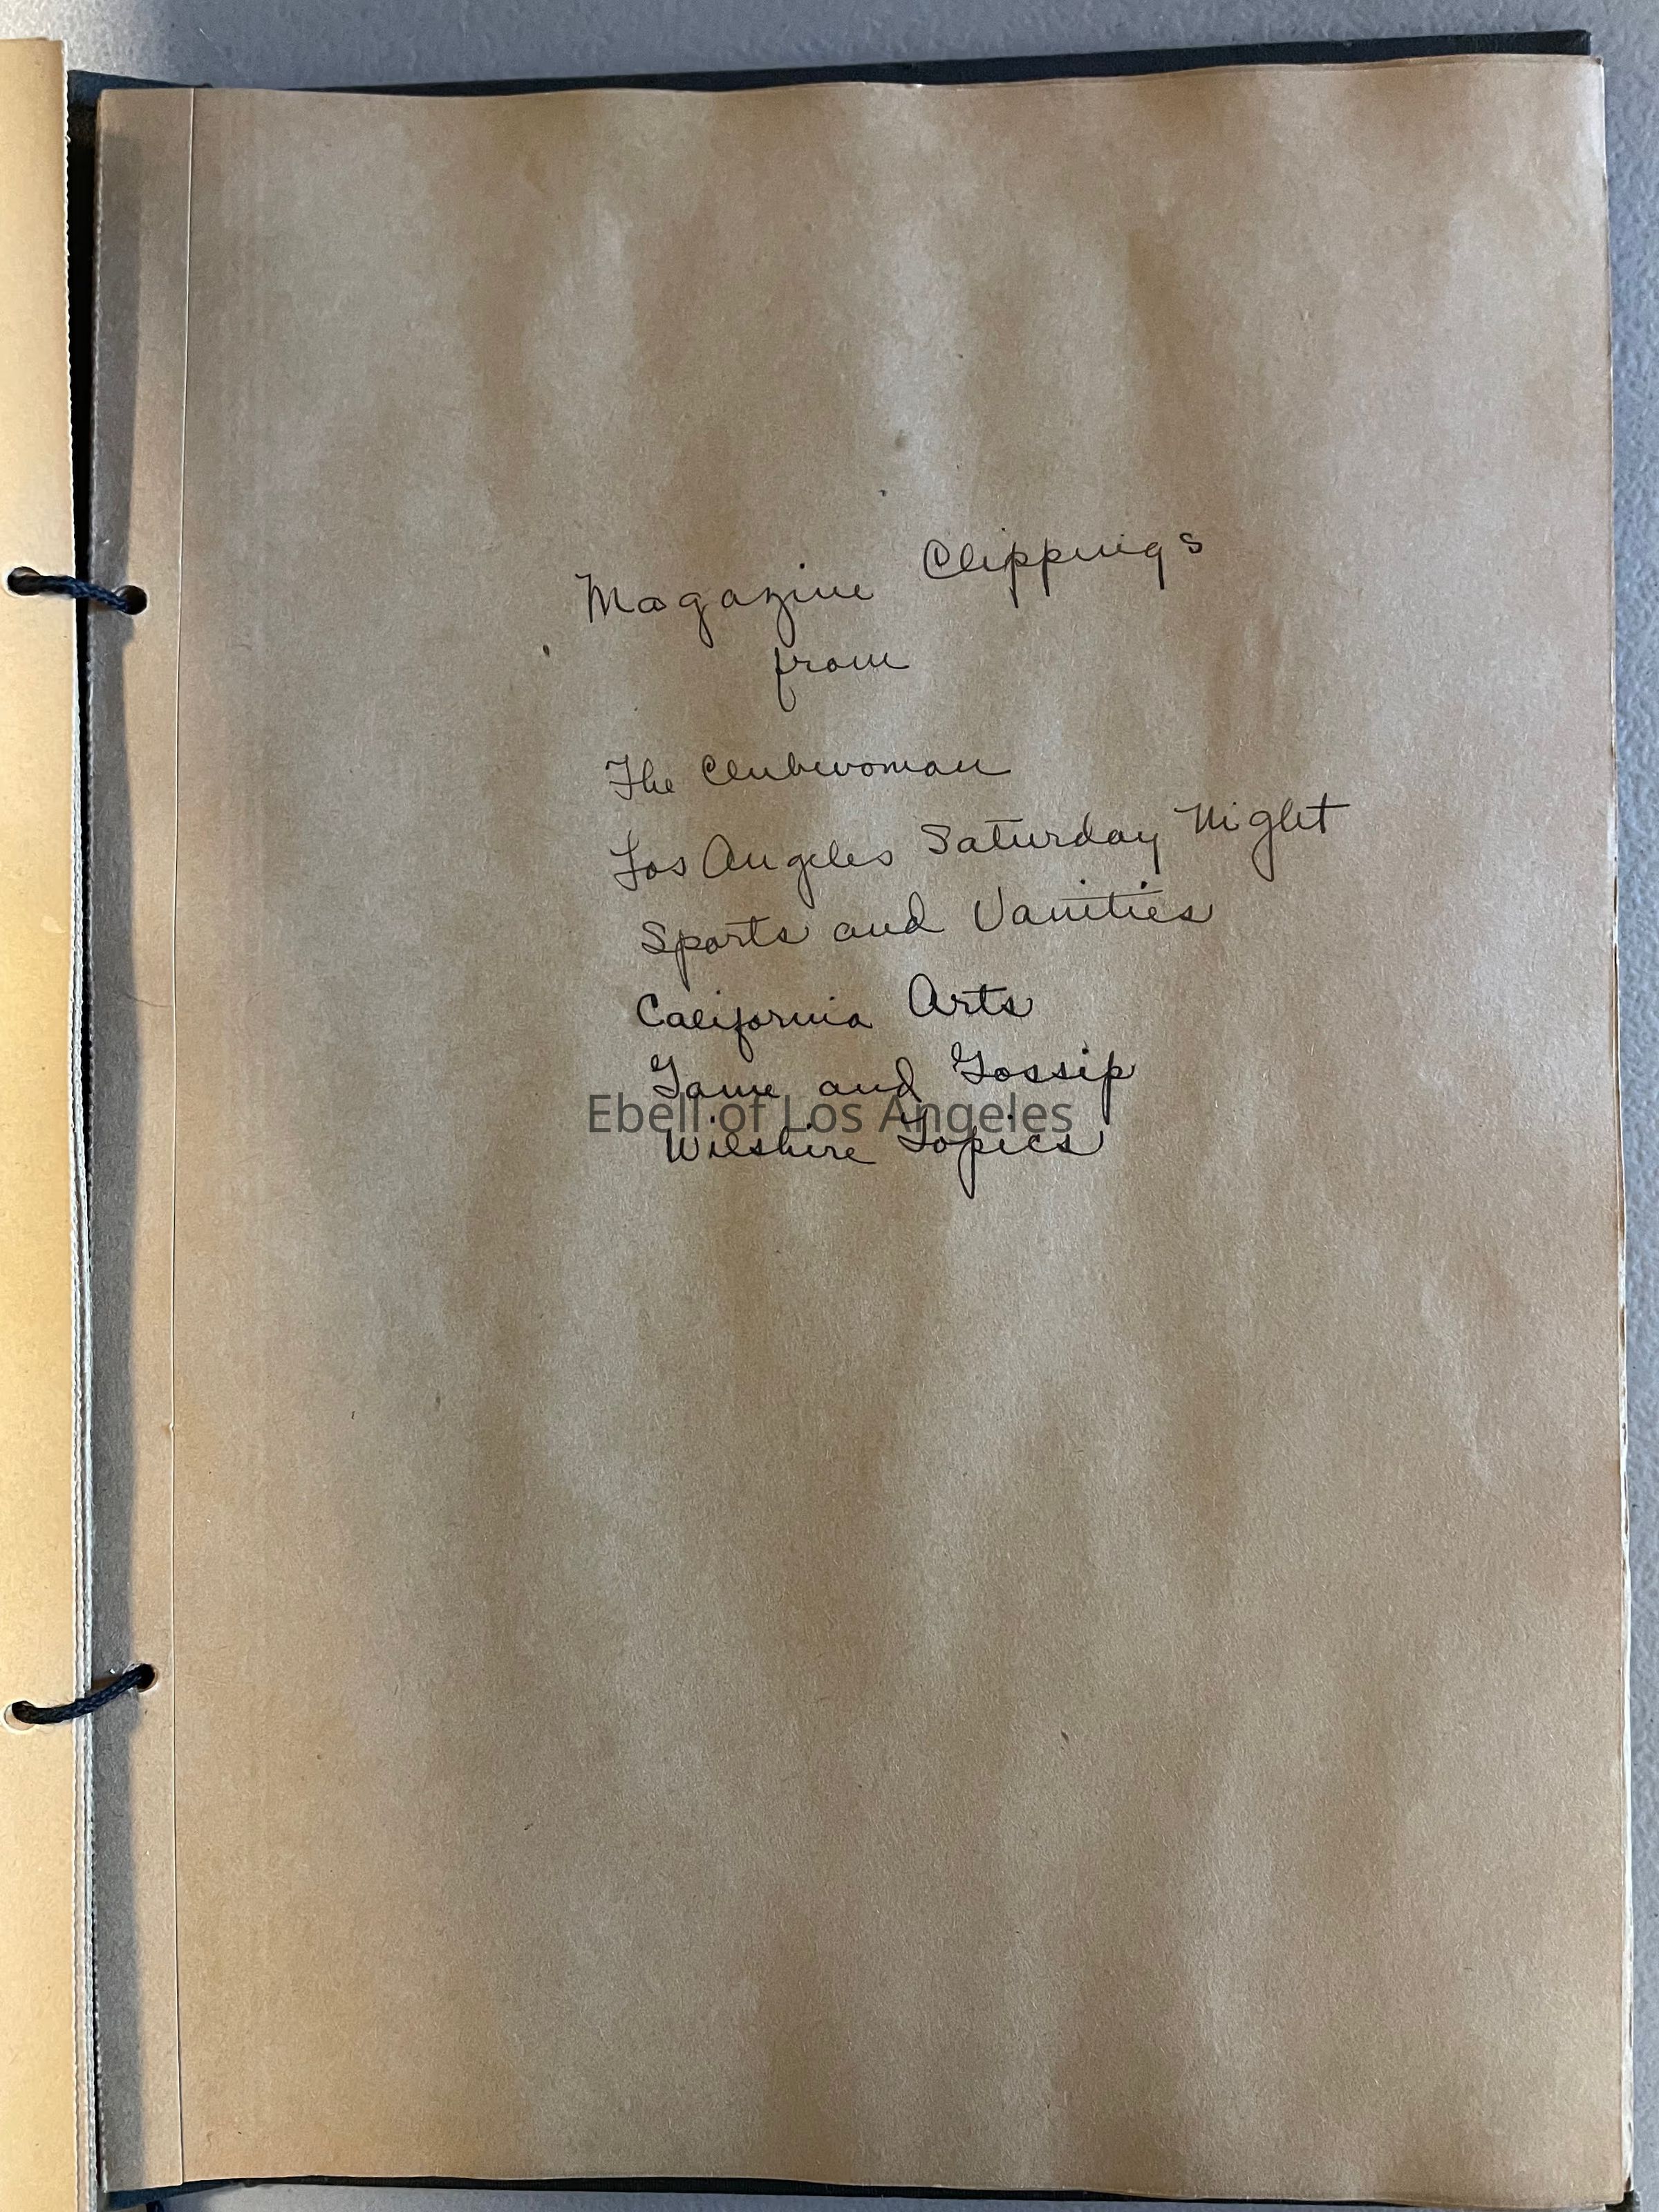 Magazine Clippings
from
The Clubwoman
Los Angeles Saturday Night
Sports and Vanities
California Arts
Game and Gossip
Ebell of Los Angeles
Wilshire Topics